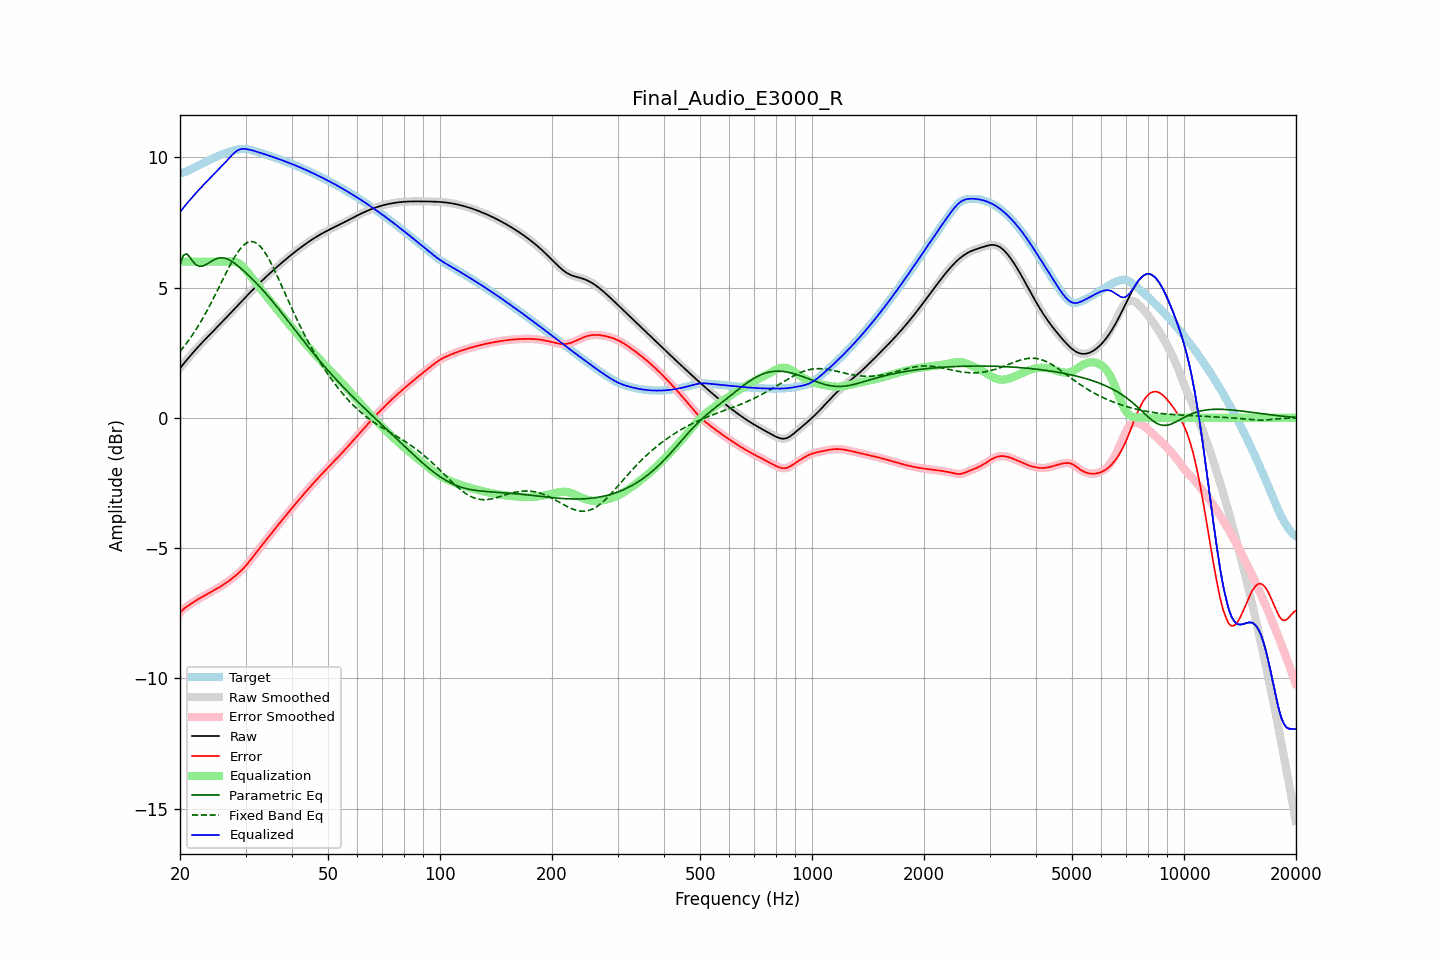 Final_Audio_E3000_R
Amplitude (dBr)
10
5
0
−5
−10
−15
Target
Raw Smoothed
Error Smoothed
Raw
Error
Equalization
Parametric Eq
Fixed Band Eq
Equalized
20 50 100 200 500 1000 2000 5000 10000 20000
Frequency (Hz)